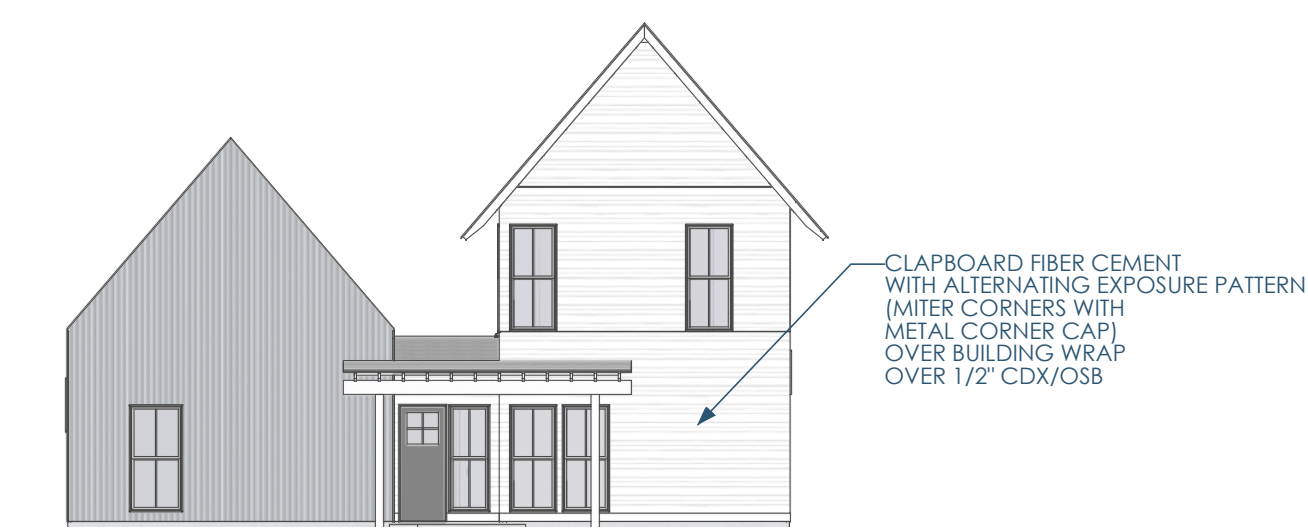 CLAPBOARD FIBER CEMENT
WITH ALTERNATING EXPOSURE PATTERN
(MITER CORNERS WITH
METAL CORNER CAP)
OVER BUILDING WRAP
OVER 1/2" CDX/OSB